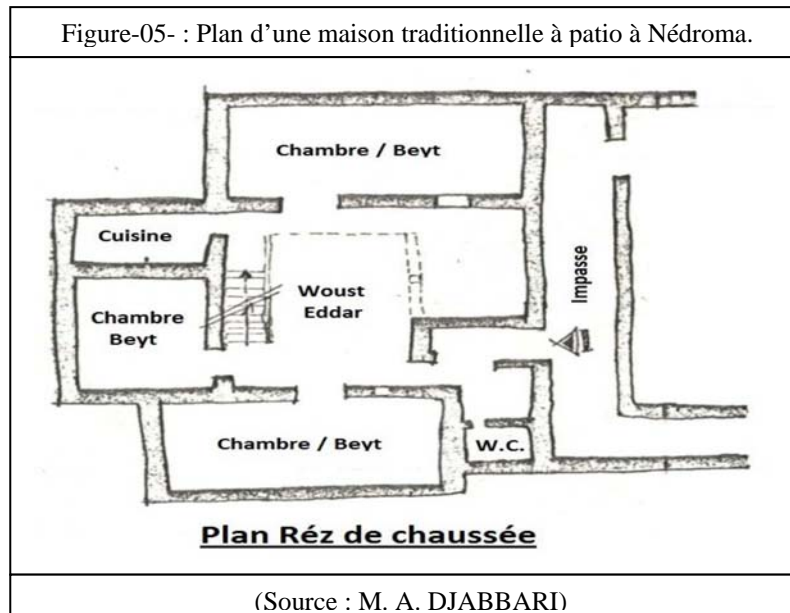 Figure-05- : Plan d'une maison traditionnelle à patio à Nédroma.
Chambre / Beyt
Cuisine
Chambre
Beyt
Woust
Eddar
Impasse
Chambre / Beyt
W.C.
Plan Réz de chaussée
(Source : M. A. DJABBARI)